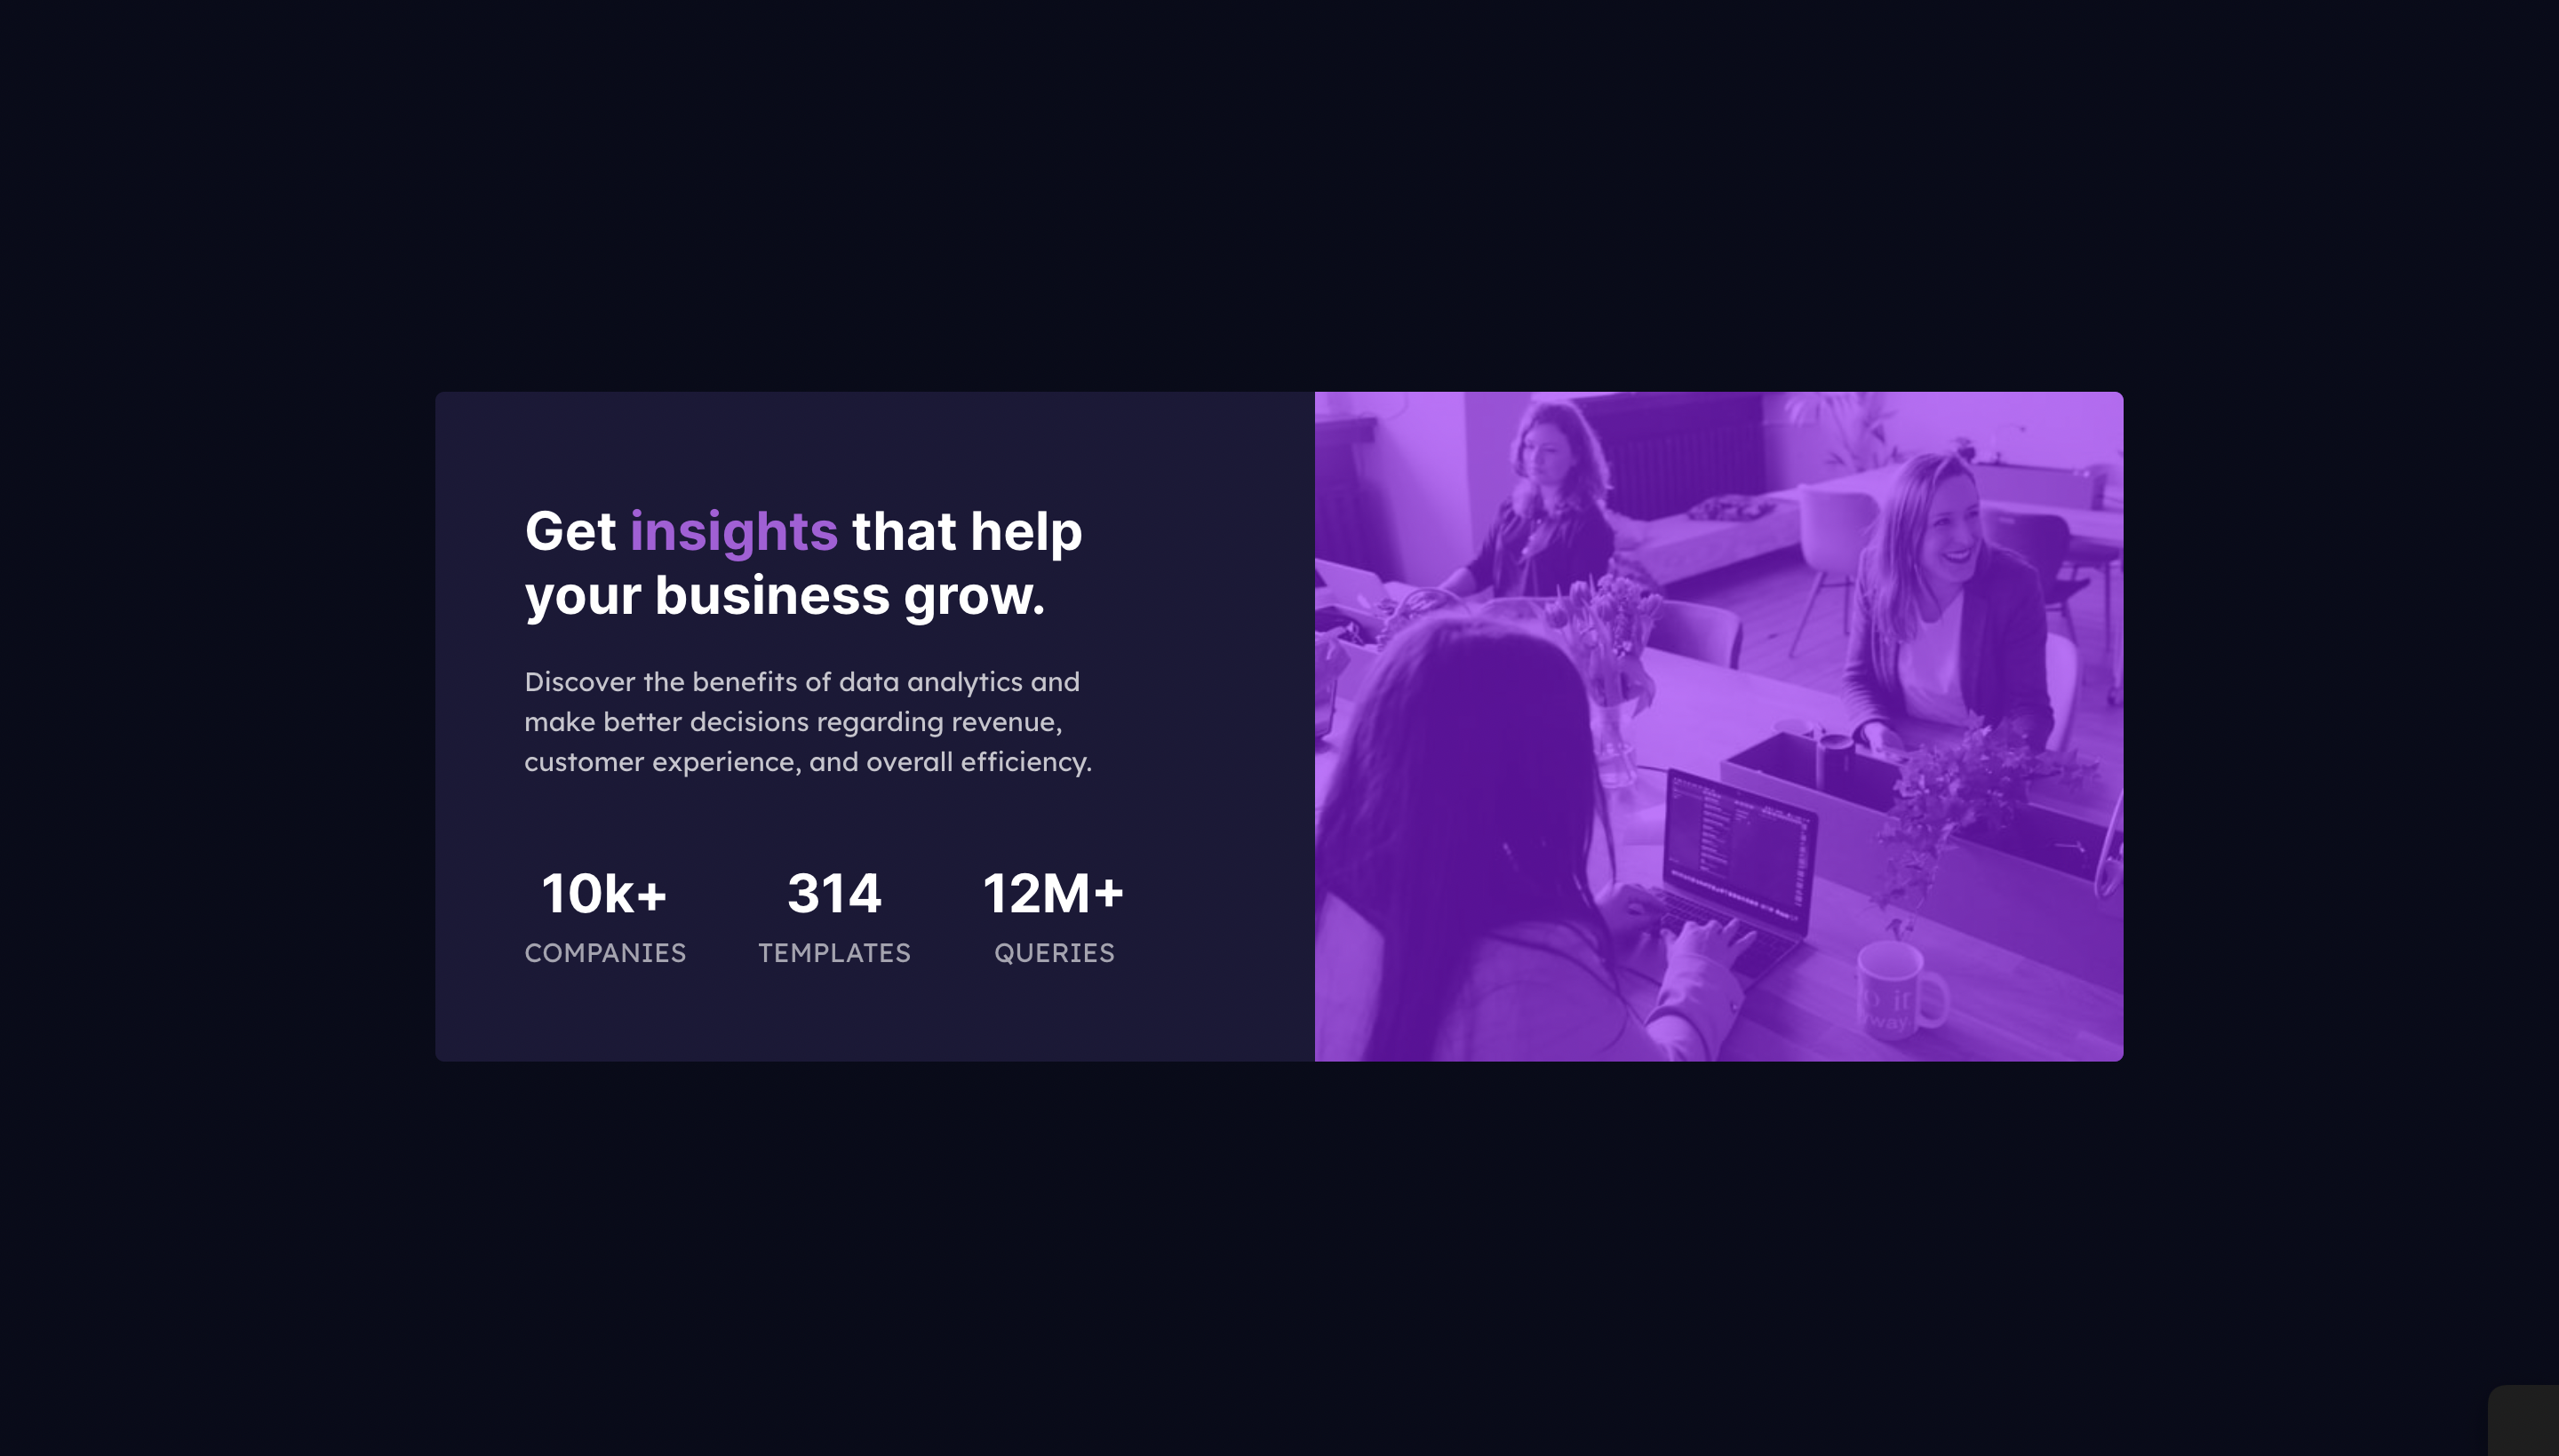 Get insights that help
your business grow.
Discover the benefits of data analytics and
make better decisions regarding revenue,
customer experience, and overall efficiency.
10k+ 314 12M+
COMPANIES TEMPLATES QUERIES